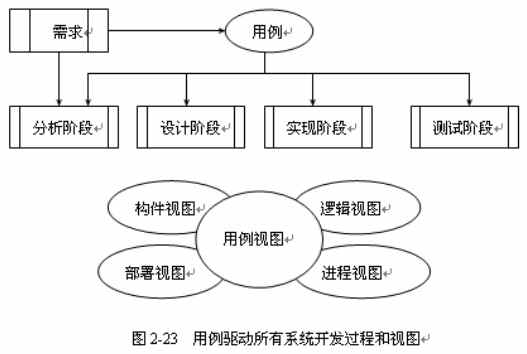 需求
用例
分析阶段
设计阶段
实现阶段
测试阶段
构件视图
逻辑视图
用例视图
部署视图
进程视图
图 2-23 用例驱动所有系统开发过程和视图